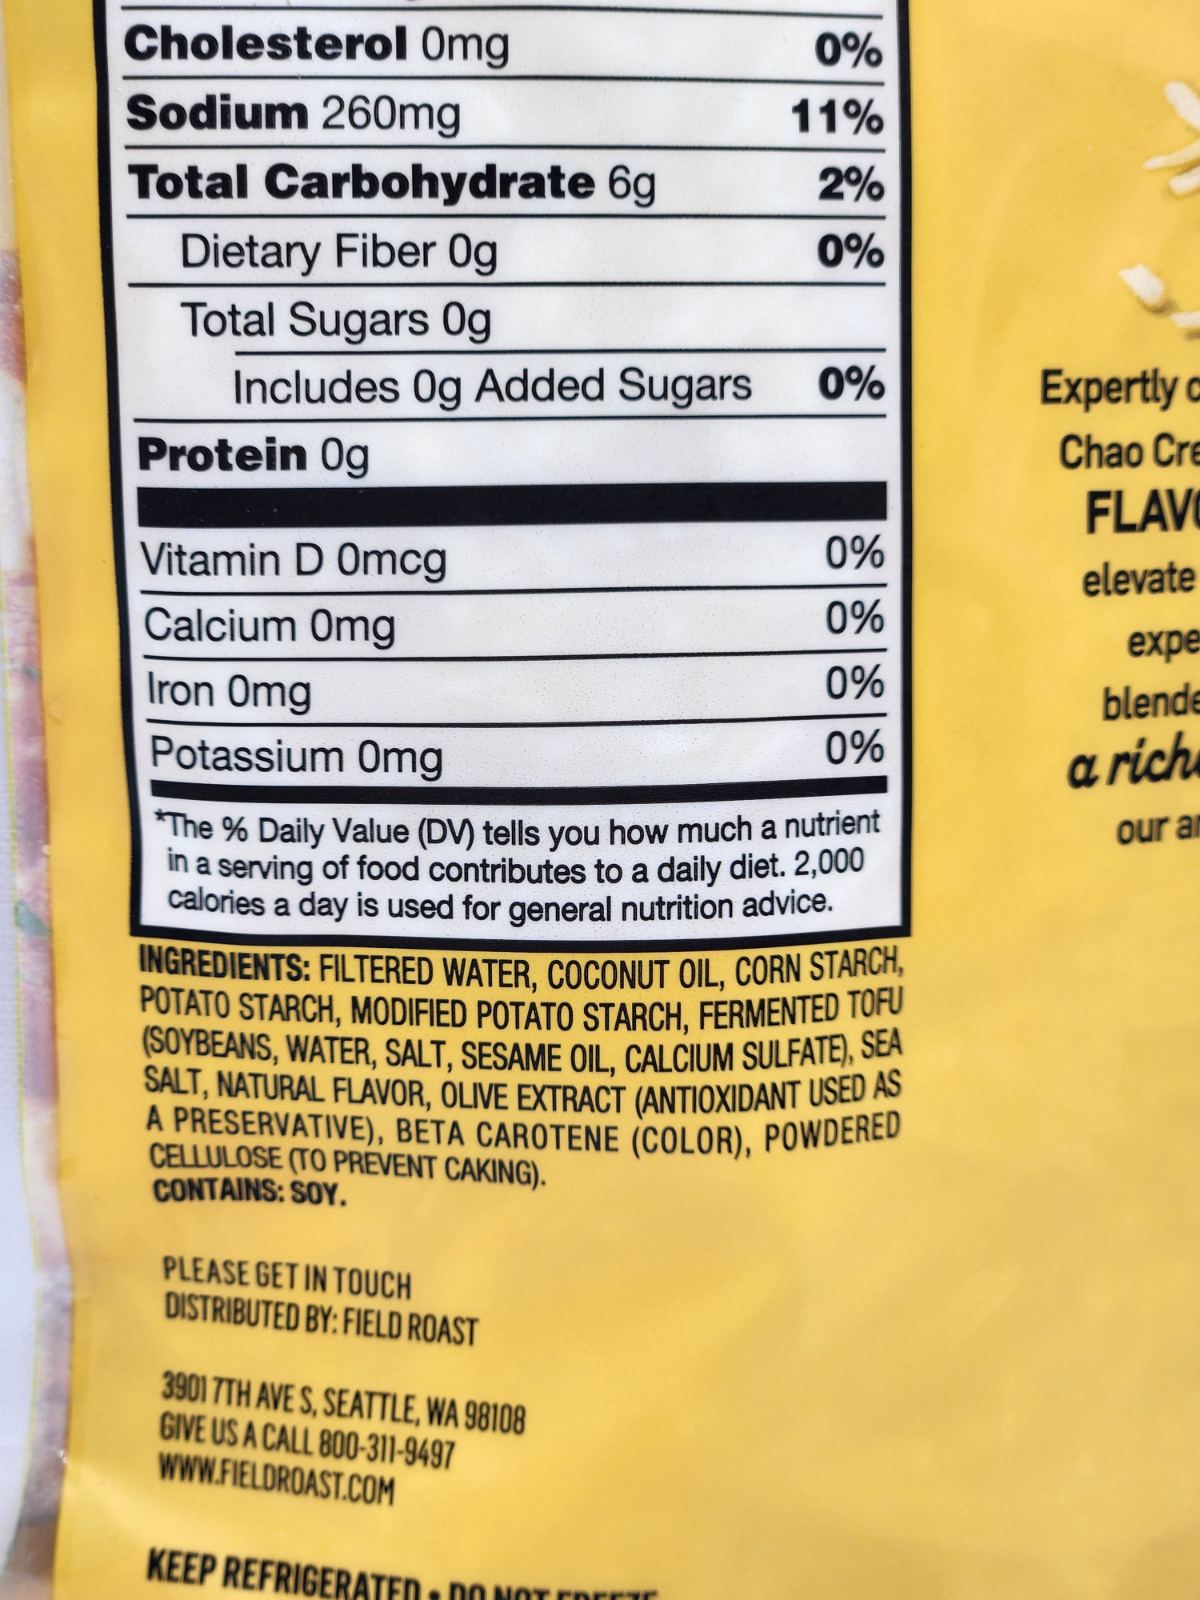 Cholesterol 0mg 0%
Sodium 260mg 11%
Total Carbohydrate 6g 2%
Dietary Fiber 0g 0%
Total Sugars 0g
Includes 0g Added Sugars 0%
Protein 0g
Vitamin D 0mcg 0%
Calcium 0mg 0%
Iron 0mg 0%
Potassium 0mg 0%
*The % Daily Value (DV) tells you how much a nutrient
in a serving of food contributes to a daily diet. 2,000
calories a day is used for general nutrition advice.
INGREDIENTS: FILTERED WATER, COCONUT OIL, CORN STARCH,
POTATO STARCH, MODIFIED POTATO STARCH, FERMENTED TOFU
(SOYBEANS, WATER, SALT, SESAME OIL, CALCIUM SULFATE), SEA
SALT, NATURAL FLAVOR, OLIVE EXTRACT (ANTIOXIDANT USED AS
A PRESERVATIVE), BETA CAROTENE (COLOR), POWDERED
CELLULOSE (TO PREVENT CAKING).
CONTAINS: SOY.
PLEASE GET IN TOUCH
DISTRIBUTED BY: FIELD ROAST
3901 7TH AVE S, SEATTLE, WA 98108
GIVE US A CALL 800-311-9497
WWW.FIELDROAST.COM
KEEP REFRIGERATED • DO NOT FREEZE
Expertly
Chao
elevate
a
our